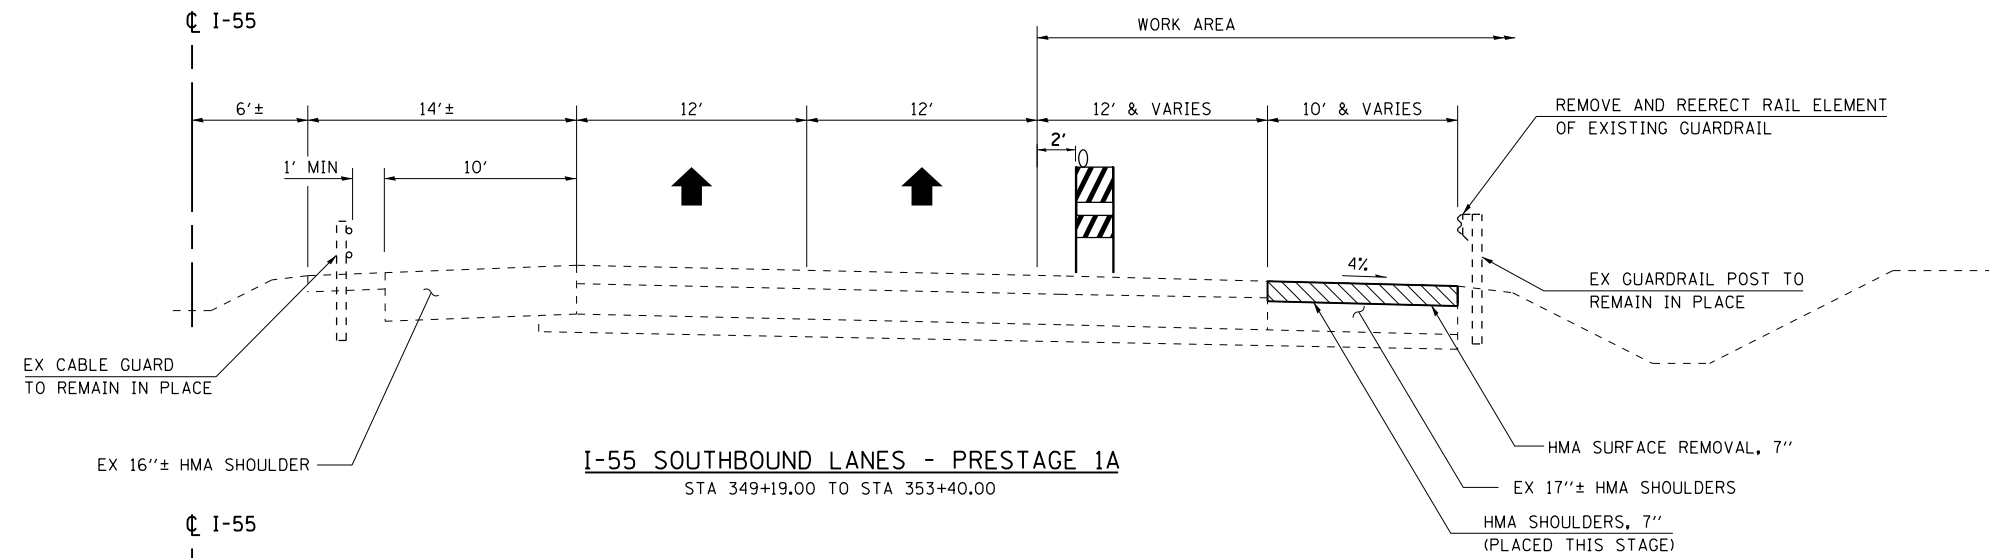 ℄ I-55
WORK AREA
6'±
14'±
12'
12'
12' & VARIES
10' & VARIES
REMOVE AND REERECT RAIL ELEMENT
OF EXISTING GUARDRAIL
2'
1' MIN
10'
4%
EX GUARDRAIL POST TO
REMAIN IN PLACE
EX CABLE GUARD
TO REMAIN IN PLACE
EX 16''± HMA SHOULDER
I-55 SOUTHBOUND LANES - PRESTAGE 1A
STA 349+19.00 TO STA 353+40.00
HMA SURFACE REMOVAL, 7''
EX 17''± HMA SHOULDERS
HMA SHOULDERS, 7''
(PLACED THIS STAGE)
℄ I-55